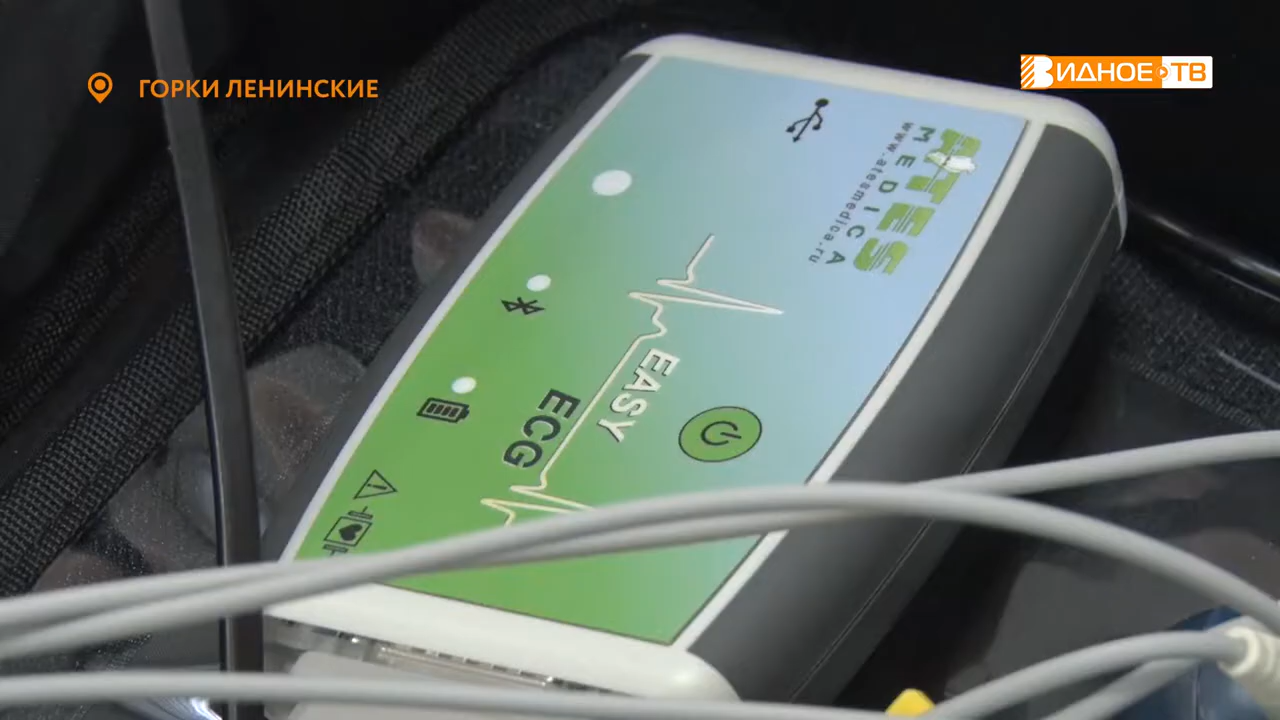 ГОРКИ ЛЕНИНСКИЕ
ВИДНОЕ ТВ
ATES
MEDICA
www.atesmedica.ru
EASY
ECG